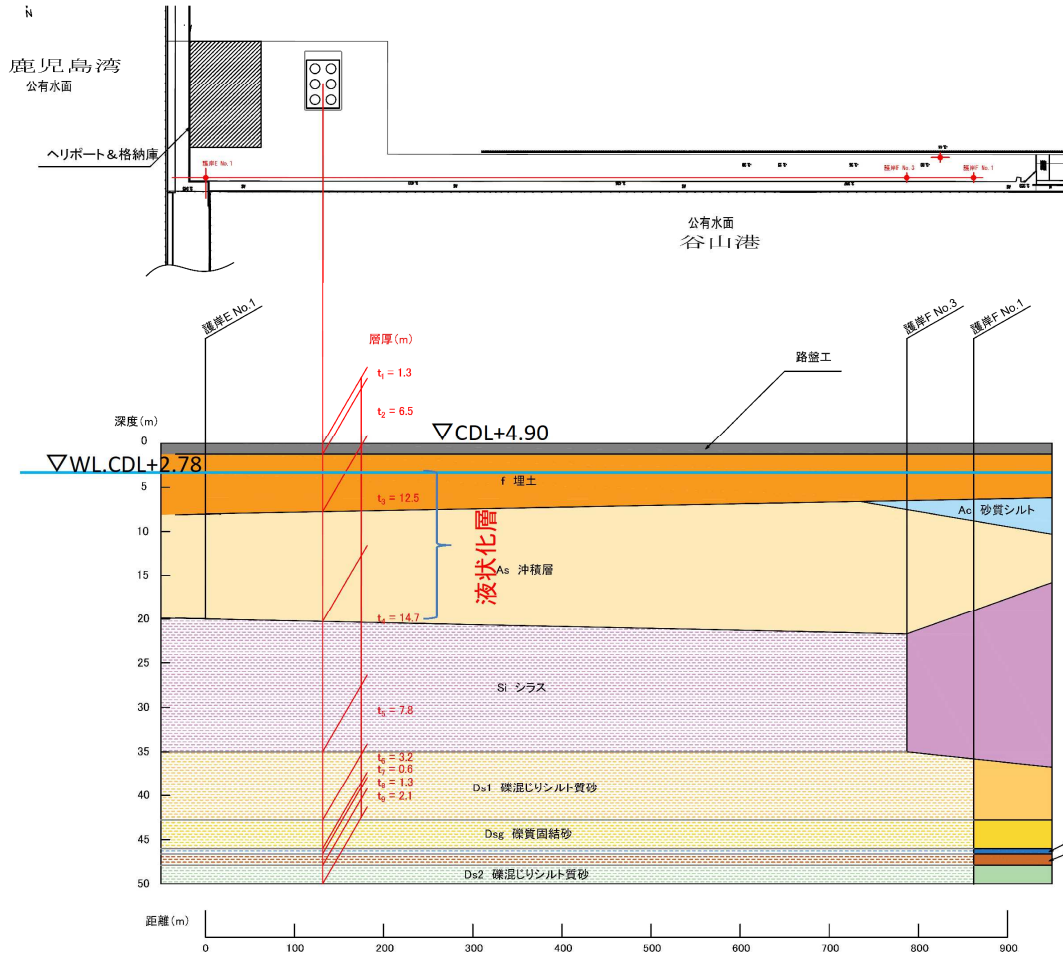 N
鹿児島湾
公有水面
ヘリポート＆格納庫
護岸E No.1
護岸F No.3
護岸F No.1
公有水面
谷山港
護岸E No.1
護岸F No.3
護岸F No.1
層厚(m)
路盤工
t1 = 1.3
t2 = 6.5
深度(m)
▽CDL+4.90
▽WL.CDL+2.78
f 埋土
t3 = 12.5
Ac 砂質シルト
液状化層
As 沖積層
t4 = 14.7
Si シラス
t5 = 7.8
t6 = 3.2
t7 = 0.6
t8 = 1.3
t9 = 2.1
Ds1 礫混じりシルト質砂
Dsg 礫質固結砂
Ds2 礫混じりシルト質砂
0
5
10
15
20
25
30
35
40
45
50
距離(m)
0 100 200 300 400 500 600 700 800 900